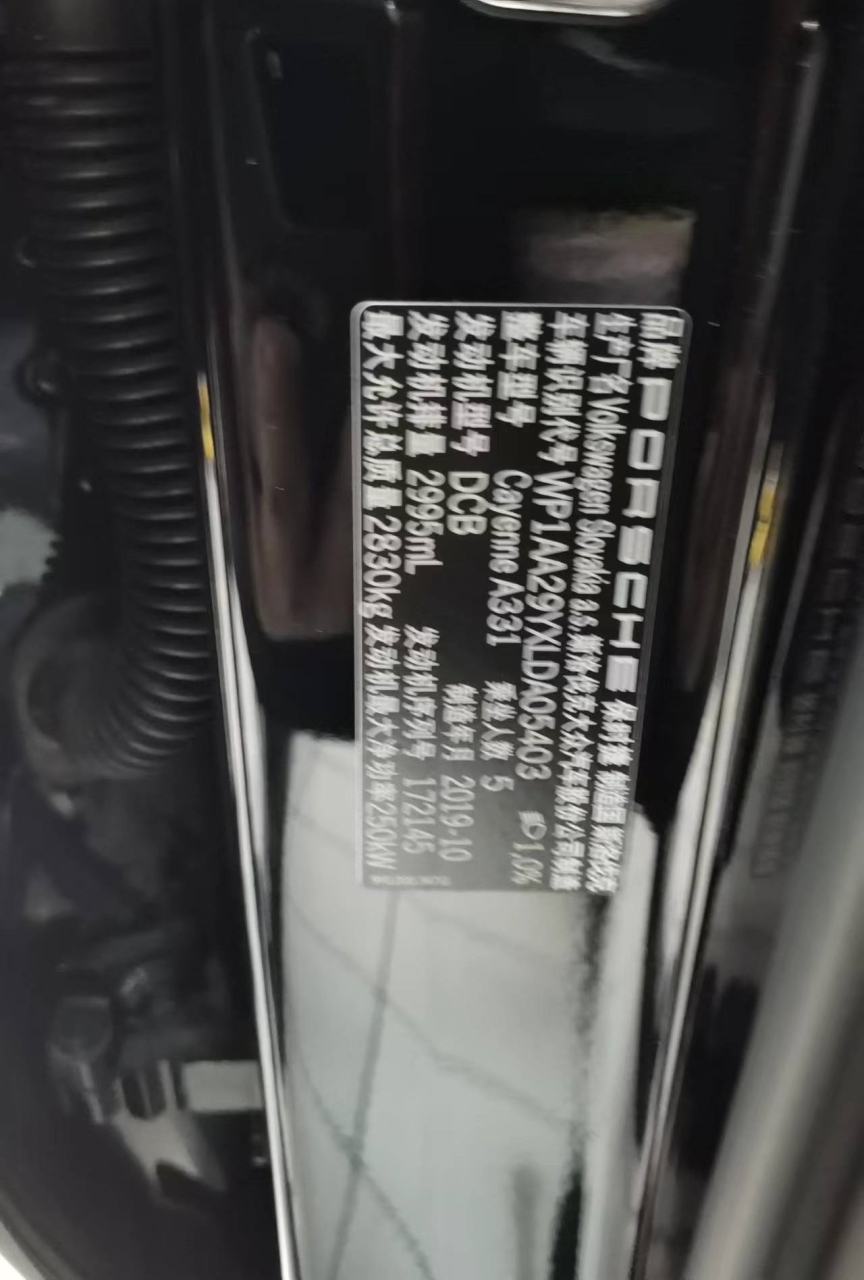 品牌 PORSCHE 保时捷 制造国 斯洛伐克
生产厂名 Volkswagen Slovakia a.s. 斯洛伐克大众汽车股份公司制造
车辆识别代号 WP1AA29YXLDA05403
整车型号 Cayenne A331 乘坐人数 5
发动机型号 DCB 制造年月 2019-10
发动机排量 2995mL 发动机序列号 172145
最大允许总质量 2830kg 发动机最大净功率 250kW